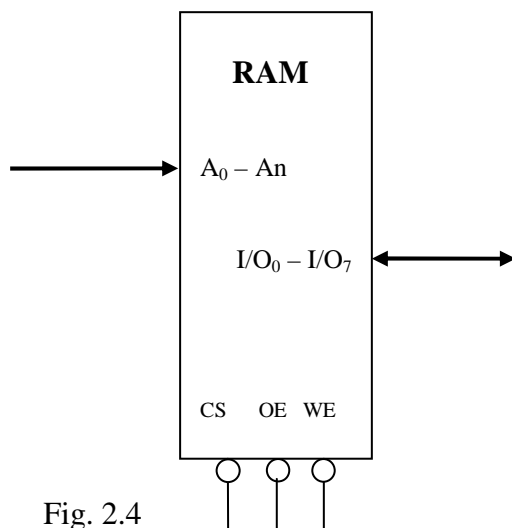 RAM
A₀ – An
I/O₀ – I/O₇
CS OE WE
Fig. 2.4